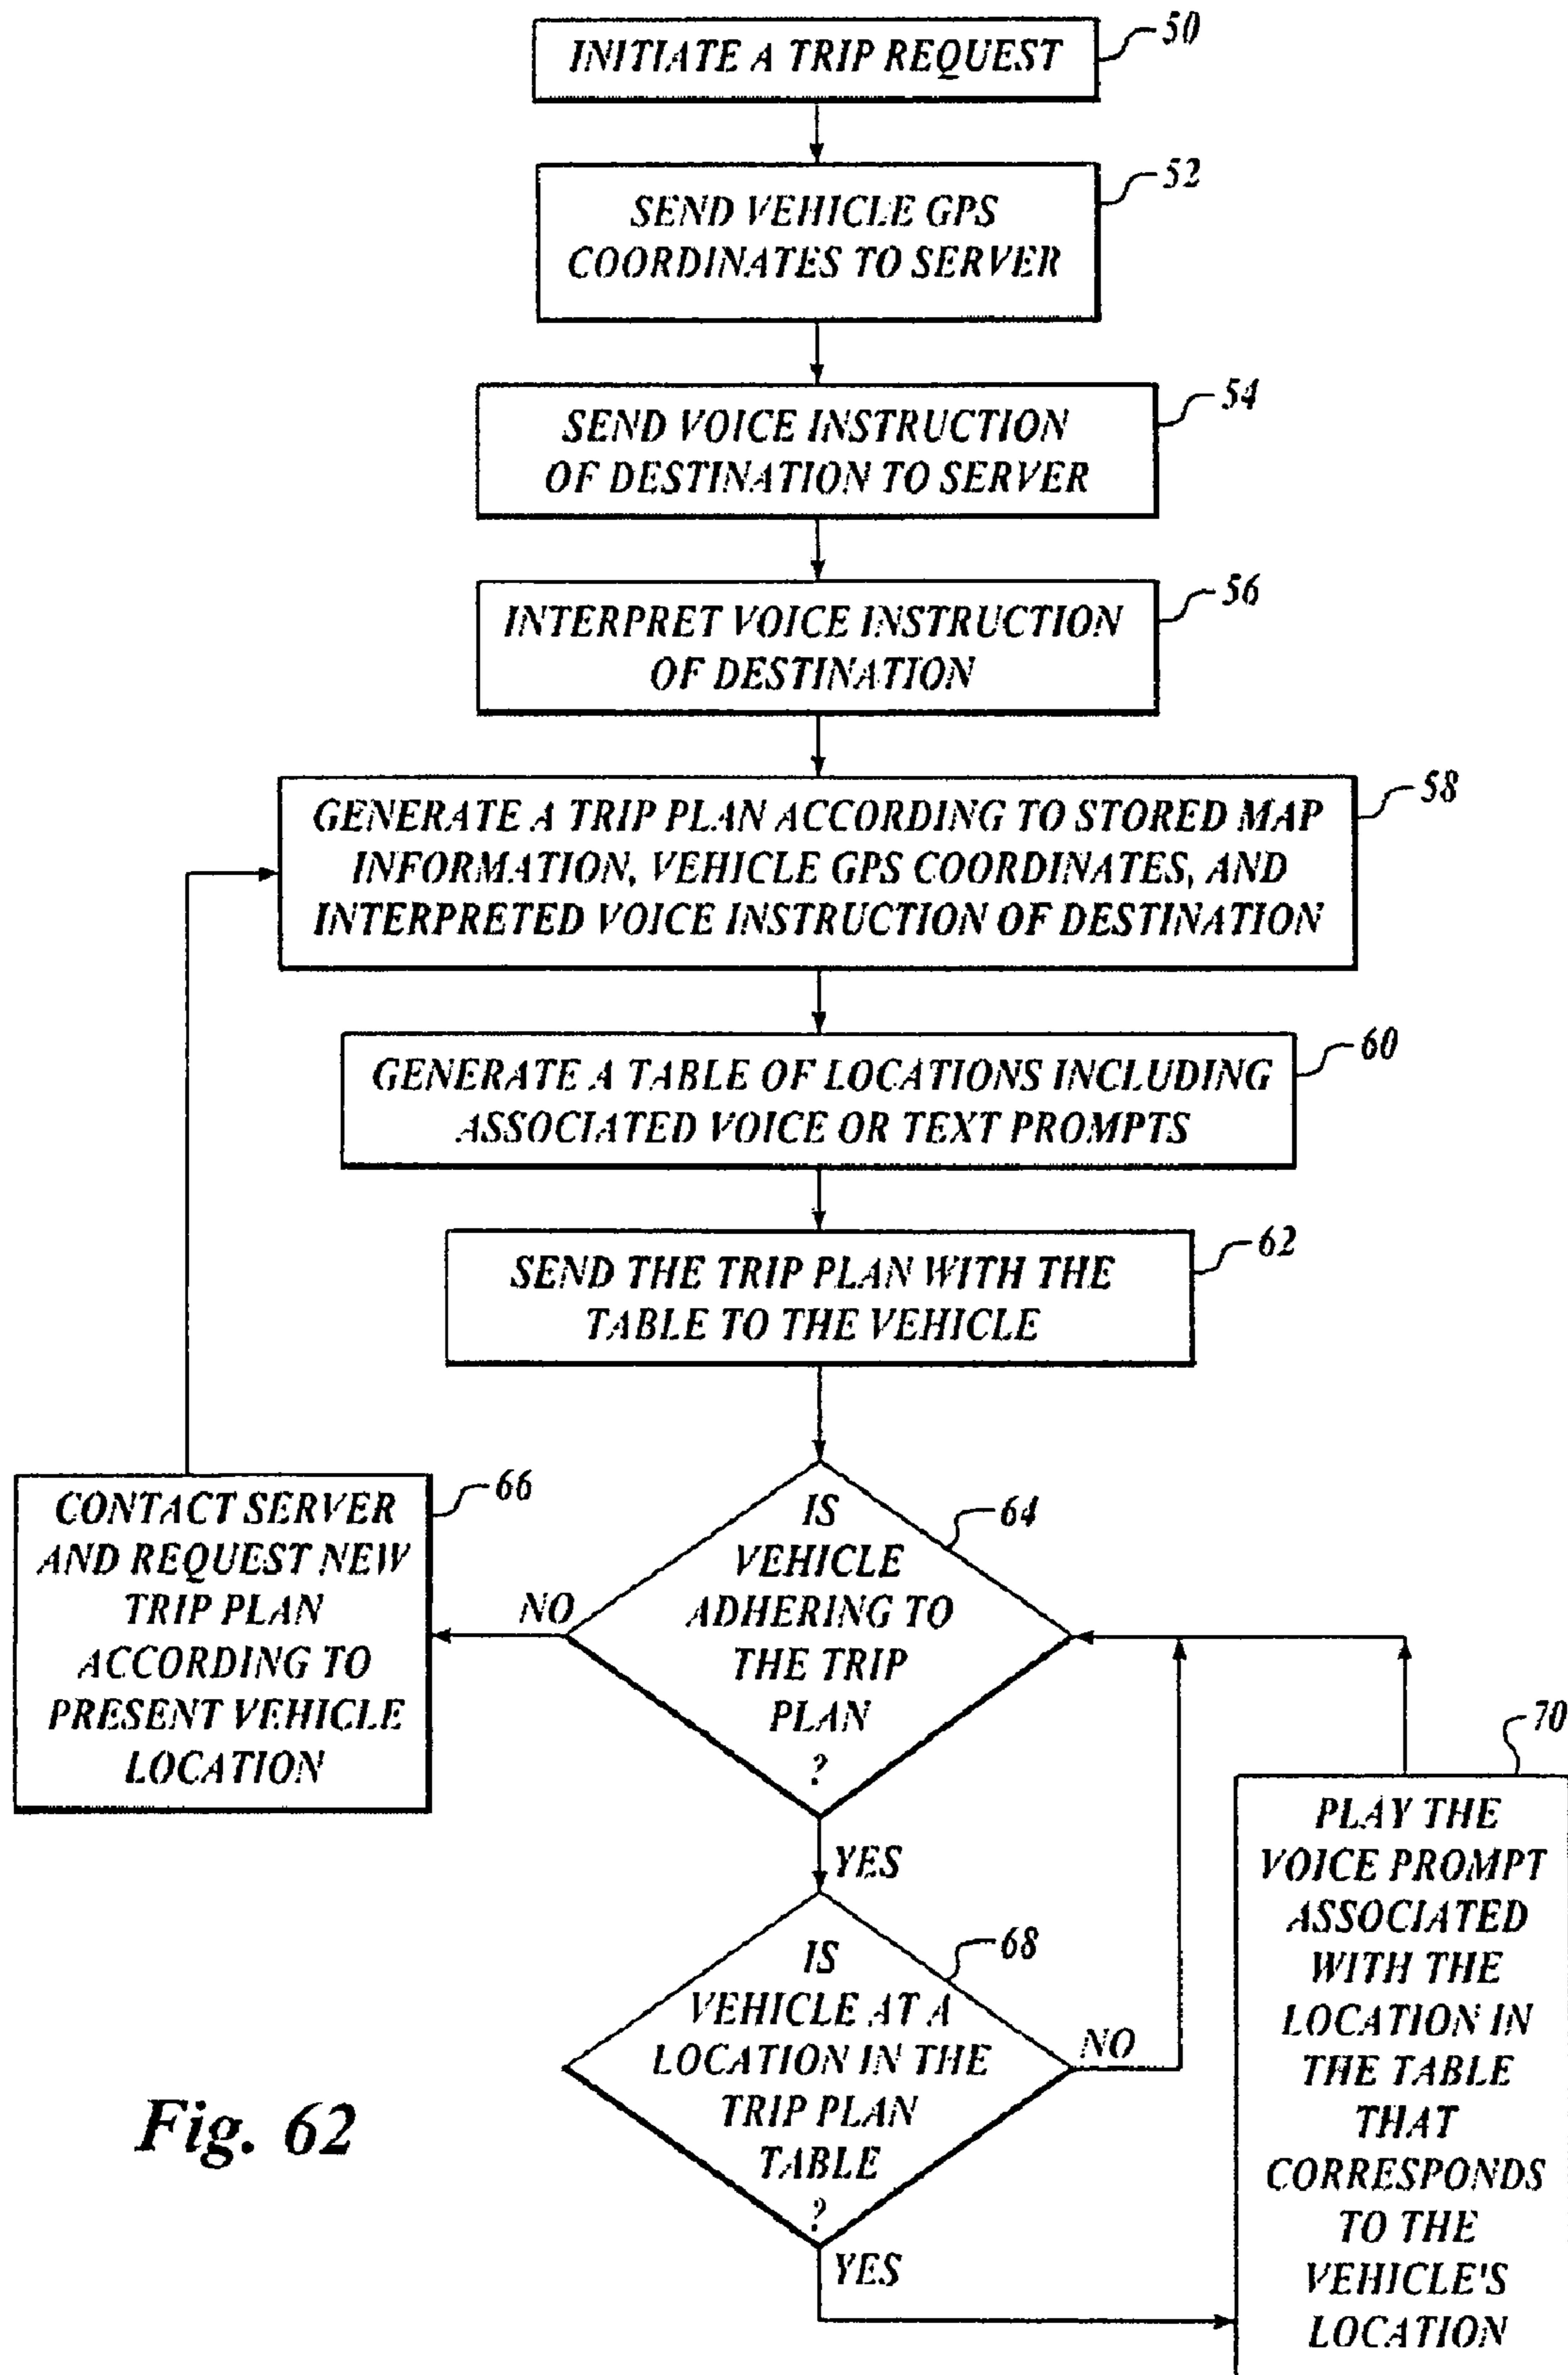 INITIATE A TRIP REQUEST
50
SEND VEHICLE GPS
COORDINATES TO SERVER
52
SEND VOICE INSTRUCTION
OF DESTINATION TO SERVER
54
INTERPRET VOICE INSTRUCTION
OF DESTINATION
56
GENERATE A TRIP PLAN ACCORDING TO STORED MAP
INFORMATION, VEHICLE GPS COORDINATES, AND
INTERPRETED VOICE INSTRUCTION OF DESTINATION
58
GENERATE A TABLE OF LOCATIONS INCLUDING
ASSOCIATED VOICE OR TEXT PROMPTS
60
SEND THE TRIP PLAN WITH THE
TABLE TO THE VEHICLE
62
CONTACT SERVER
AND REQUEST NEW
TRIP PLAN
ACCORDING TO
PRESENT VEHICLE
LOCATION
66
NO
IS
VEHICLE
ADHERING TO
THE TRIP
PLAN
?
64
YES
IS
VEHICLE AT A
LOCATION IN THE
TRIP PLAN
TABLE
?
68
NO
YES
70
PLAY THE
VOICE PROMPT
ASSOCIATED
WITH THE
LOCATION IN
THE TABLE
THAT
CORRESPONDS
TO THE
VEHICLE'S
LOCATION
Fig. 62